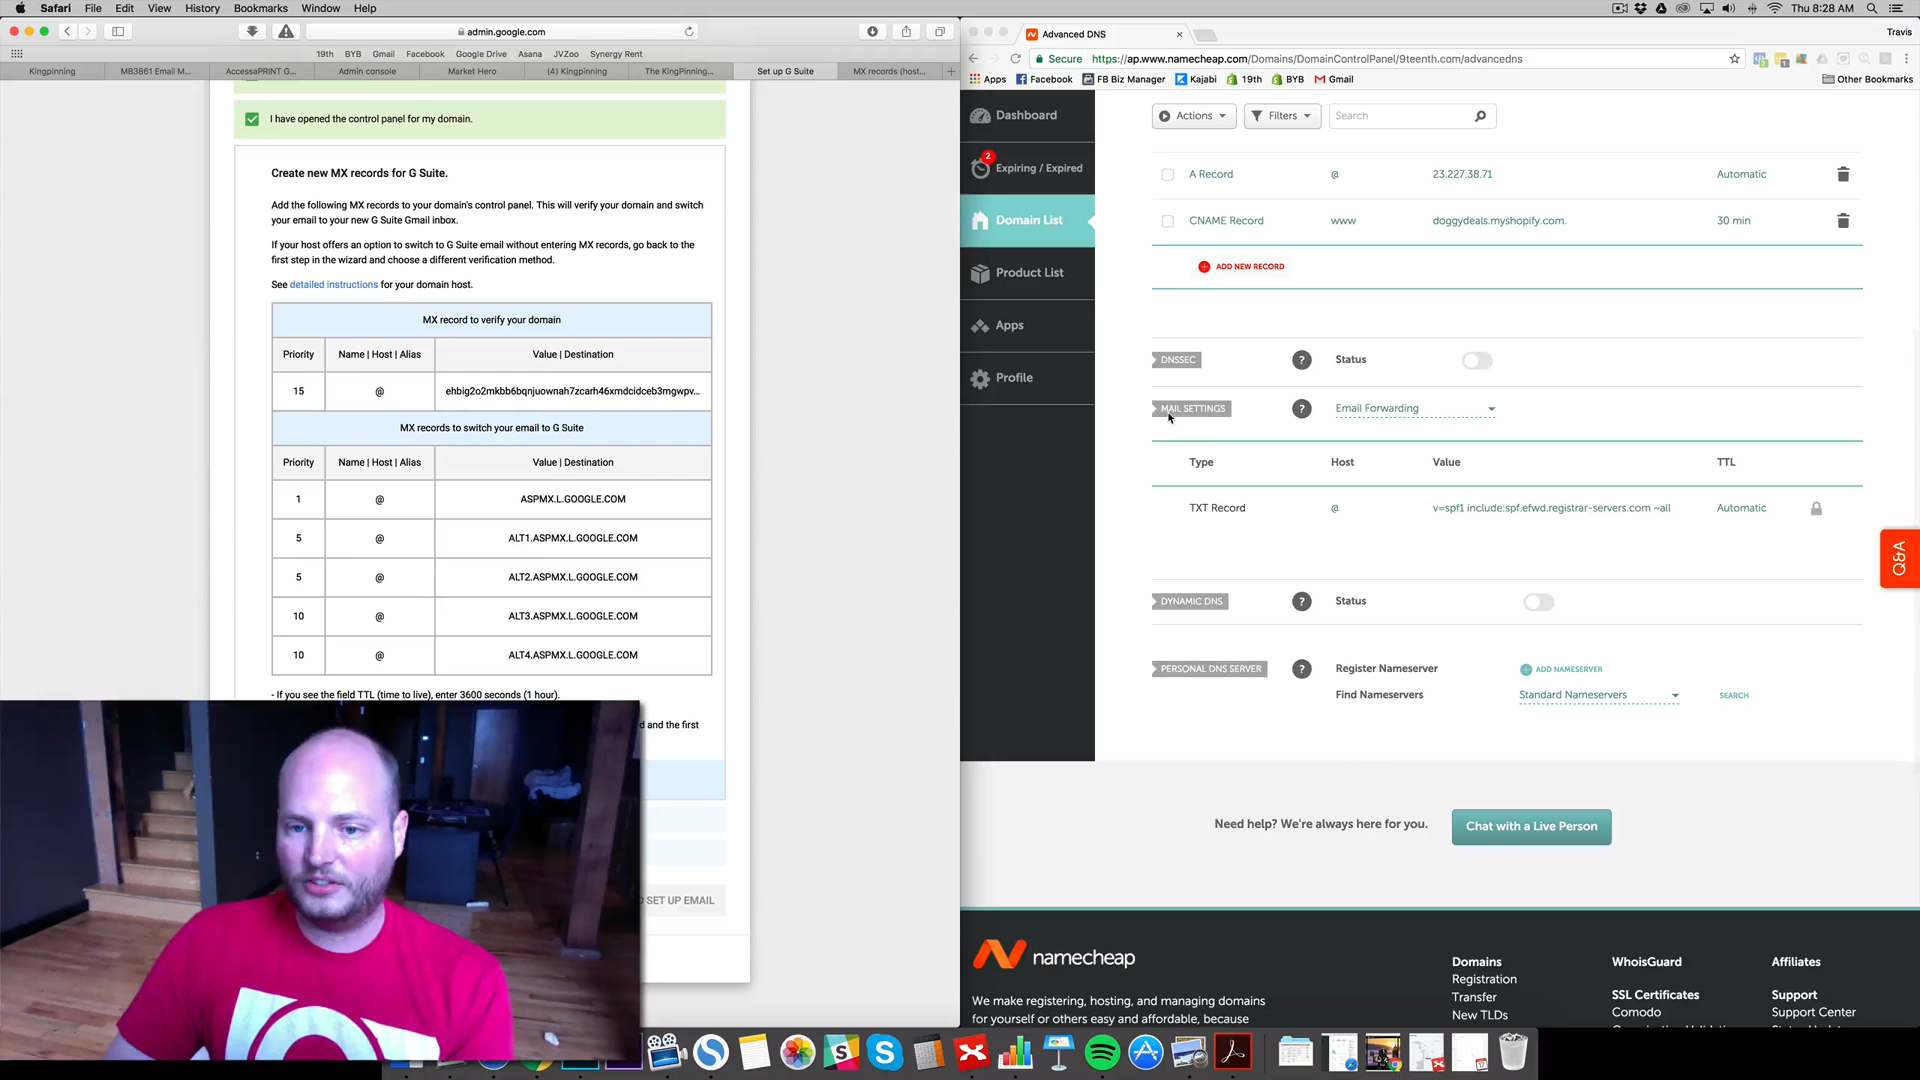 Safari File Edit View History Bookmarks Window Help
Thu 8:28 AM
admin.google.com
19th BYB Gmail Facebook Google Drive Asana JVZoo Synergy Rent
Kingpinning MB3861 Email M... AccessaPRINT G... Admin console Market Hero (4) Kingpinning The KingPinning... Set up G Suite MX records (host...
I have opened the control panel for my domain.
Create new MX records for G Suite.
Add the following MX records to your domain's control panel. This will verify your domain and switch
your email to your new G Suite Gmail inbox.
If your host offers an option to switch to G Suite email without entering MX records, go back to the
first step in the wizard and choose a different verification method.
See detailed instructions for your domain host.
MX record to verify your domain
Priority Name | Host | Alias Value | Destination
15 @ ehbig2o2mkbb6bqnjuownah7zcarh46xmdcidceb3mgwpv...
MX records to switch your email to G Suite
Priority Name | Host | Alias Value | Destination
1 @ ASPMX.L.GOOGLE.COM
5 @ ALT1.ASPMX.L.GOOGLE.COM
5 @ ALT2.ASPMX.L.GOOGLE.COM
10 @ ALT3.ASPMX.L.GOOGLE.COM
10 @ ALT4.ASPMX.L.GOOGLE.COM
- If you see the field TTL (time to live), enter 3600 seconds (1 hour).
d and the first
SET UP EMAIL
Advanced DNS
Travis
Secure https://ap.www.namecheap.com/Domains/DomainControlPanel/9teenth.com/advancedns
Apps Facebook FB Biz Manager Kajabi 19th BYB Gmail Other Bookmarks
Dashboard
2
Expiring / Expired
Domain List
Product List
Apps
Profile
Actions Filters Search
A Record @ 23.227.38.71 Automatic
CNAME Record www doggydeals.myshopify.com. 30 min
ADD NEW RECORD
DNSSEC ? Status
MAIL SETTINGS ? Email Forwarding
Type Host Value TTL
TXT Record @ v=spf1 include:spf.efwd.registrar-servers.com ~all Automatic
Q&A
DYNAMIC DNS ? Status
PERSONAL DNS SERVER ? Register Nameserver ADD NAMESERVER
Find Nameservers Standard Nameservers SEARCH
Need help? We're always here for you. Chat with a Live Person
namecheap
We make registering, hosting, and managing domains
for yourself or others easy and affordable, because
Domains
Registration
Transfer
New TLDs
WhoisGuard
SSL Certificates
Comodo
Affiliates
Support
Support Center